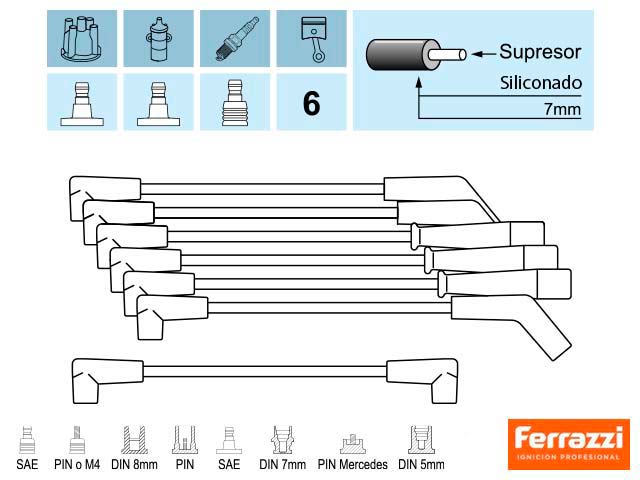 Supresor
Siliconado
7mm
6
SAE PIN o M4 DIN 8mm PIN SAE DIN 7mm PIN Mercedes DIN 5mm
Ferrazzi
IGNICION PROFESIONAL